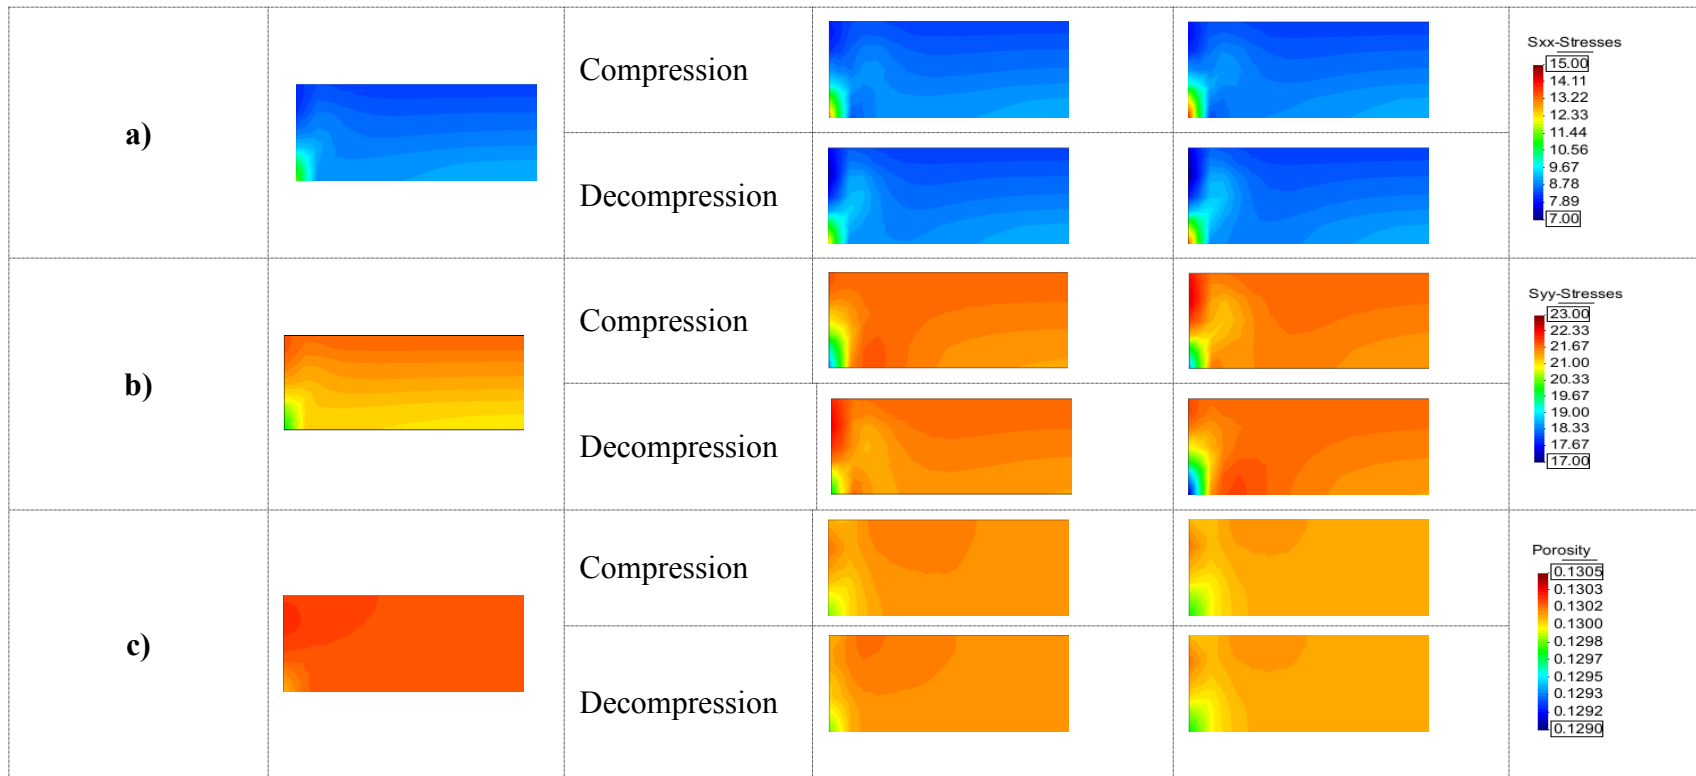 a)
Compression
Decompression
Sxx-Stresses
15.00
14.11
13.22
12.33
11.44
10.56
9.67
8.78
7.89
7.00
b)
Compression
Decompression
Syy-Stresses
23.00
22.33
21.67
21.00
20.33
19.67
19.00
18.33
17.67
17.00
c)
Compression
Decompression
Porosity
0.1305
0.1303
0.1302
0.1300
0.1298
0.1297
0.1295
0.1293
0.1292
0.1290